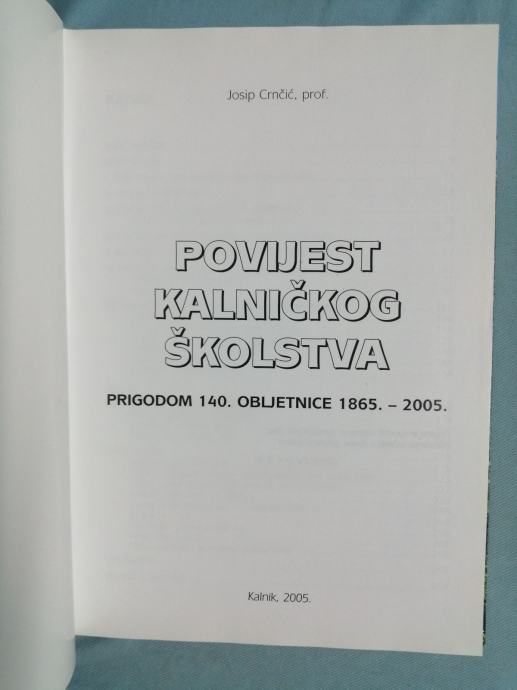 Josip Crnčić, prof.
POVIJEST
KALNIČKOG
ŠKOLSTVA
PRIGODOM 140. OBLJETNICE 1865. – 2005.
Kalnik, 2005.